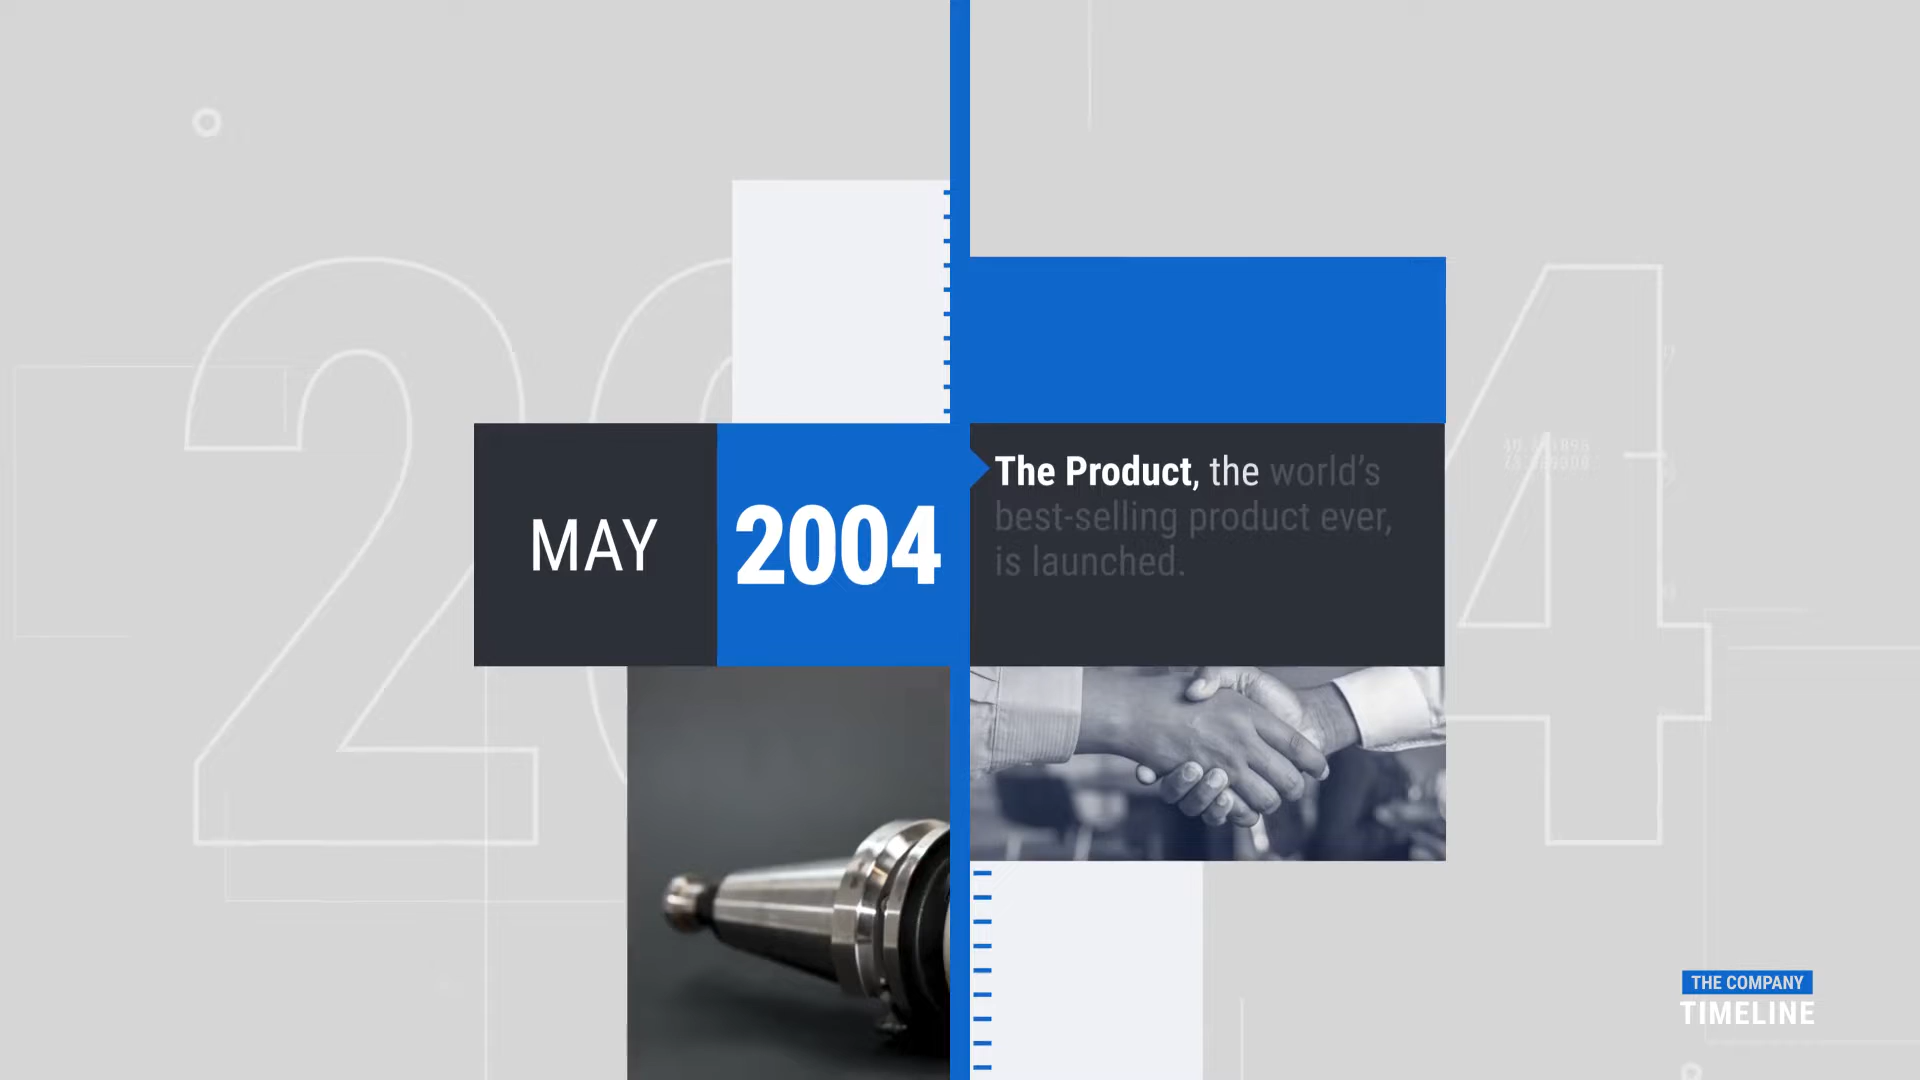 MAY
2004
The Product, the world’s
best-selling product ever,
is launched.
THE COMPANY
TIMELINE